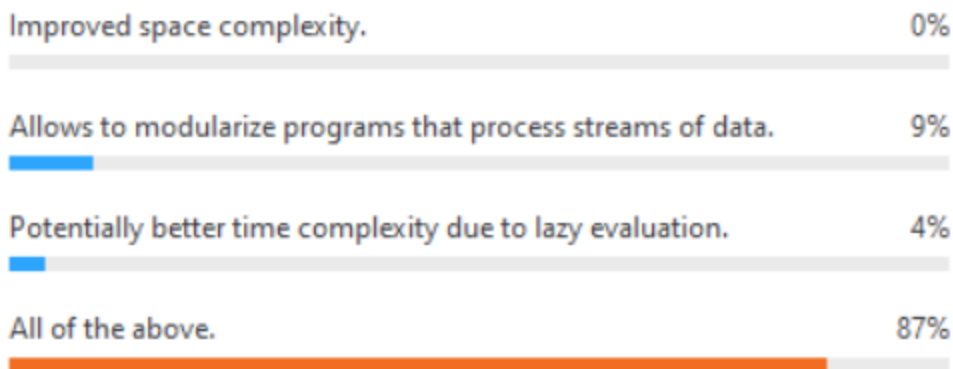 Improved space complexity. 0%
Allows to modularize programs that process streams of data. 9%
Potentially better time complexity due to lazy evaluation. 4%
All of the above. 87%